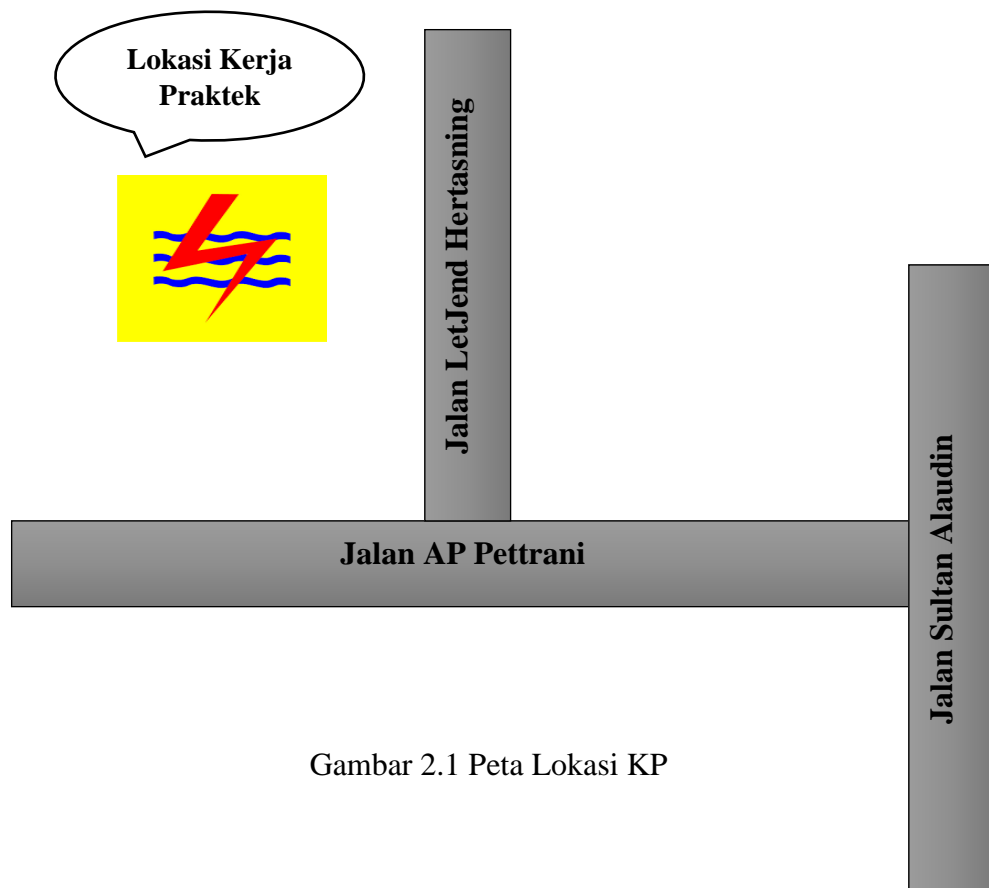 Lokasi Kerja
Praktek
Jalan LetJend Hertasning
Jalan AP Pettrani
Jalan Sultan Alaudin
Gambar 2.1 Peta Lokasi KP